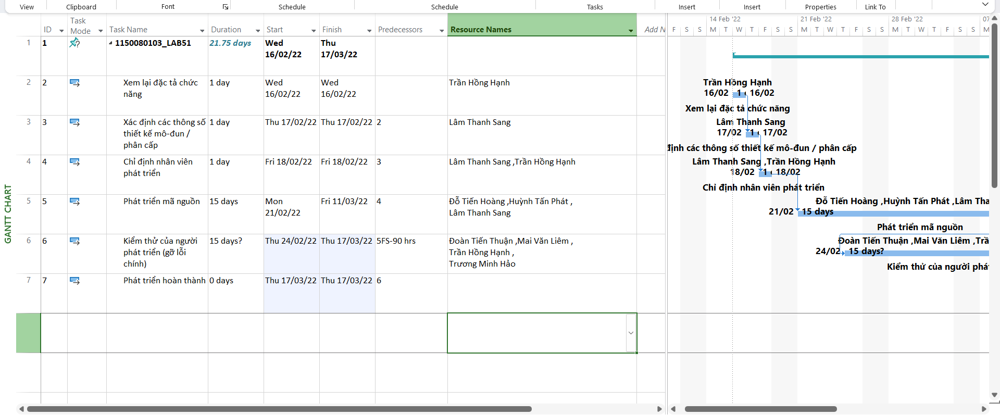 View Clipboard Font Schedule Schedule Tasks Insert Insert Properties Link To
ID Task Mode Task Name Duration Start Finish Predecessors Resource Names Add N
14 Feb '22 21 Feb '22 28 Feb '22 07
F S S M T W T F S S M T W T F S S M T W T F S S M
GANTT CHART
1 1 1150080103_LAB51 21.75 days Wed 16/02/22 Thu 17/03/22
2 2 Xem lại đặc tả chức năng 1 day Wed 16/02/22 Wed 16/02/22 Trần Hồng Hạnh
3 3 Xác định các thông số thiết kế mô-đun / phân cấp 1 day Thu 17/02/22 Thu 17/02/22 2 Lâm Thanh Sang
4 4 Chỉ định nhân viên phát triển 1 day Fri 18/02/22 Fri 18/02/22 3 Lâm Thanh Sang ,Trần Hồng Hạnh
5 5 Phát triển mã nguồn 15 days Mon 21/02/22 Fri 11/03/22 4 Đỗ Tiến Hoàng ,Huỳnh Tấn Phát , Lâm Thanh Sang
6 6 Kiểm thử của người phát triển (gỡ lỗi chính) 15 days? Thu 24/02/22 Thu 17/03/22 5FS-90 hrs Đoàn Tiến Thuận ,Mai Văn Liêm , Trần Hồng Hạnh , Trương Minh Hảo
7 7 Phát triển hoàn thành 0 days Thu 17/03/22 Thu 17/03/22 6
Trần Hồng Hạnh
16/02 1 16/02
Xem lại đặc tả chức năng
Lâm Thanh Sang
17/02 1 17/02
định các thông số thiết kế mô-đun / phân cấp
Lâm Thanh Sang ,Trần Hồng Hạnh
18/02 1 18/02
Chỉ định nhân viên phát triển
Đỗ Tiến Hoàng ,Huỳnh Tấn Phát ,Lâm Tha
21/02 15 days
Phát triển mã nguồn
Đoàn Tiến Thuận ,Mai Văn Liêm ,Trầ
24/02 15 days?
Kiểm thử của người phát